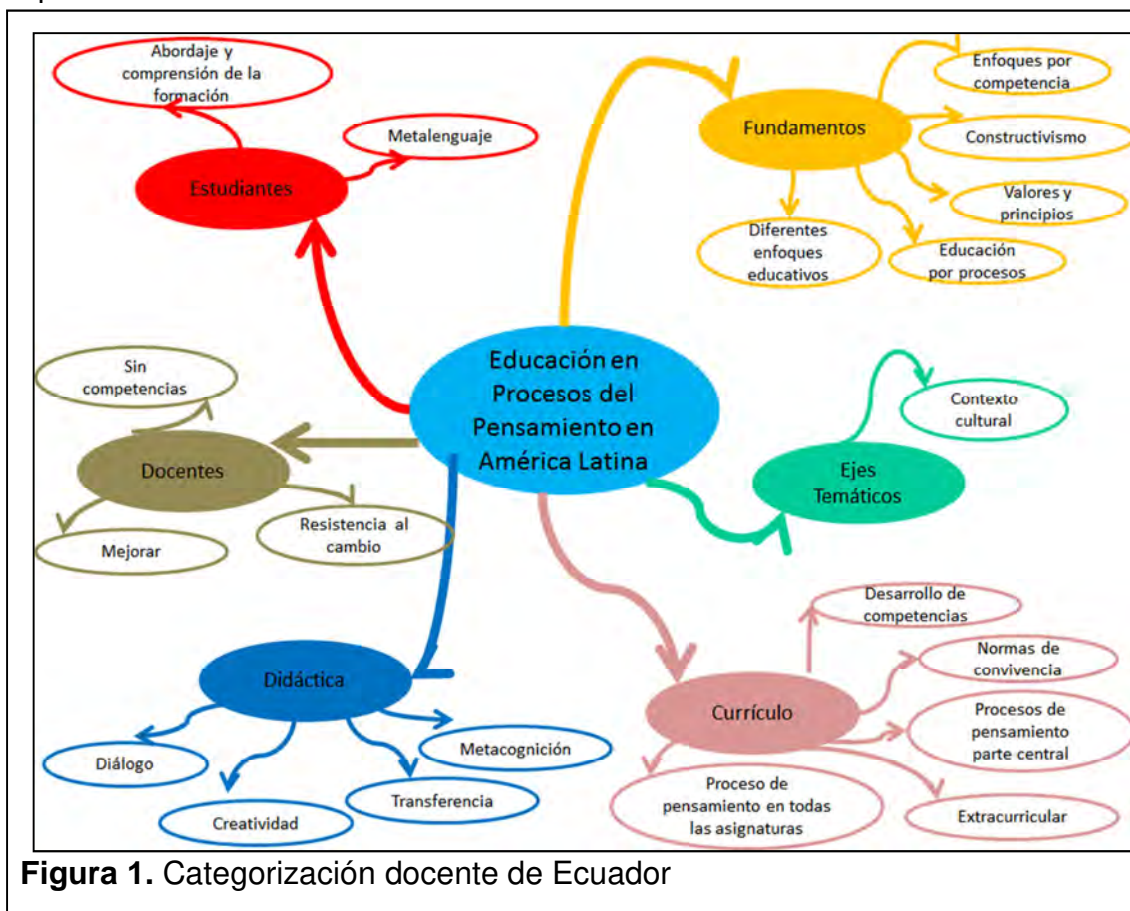 Educación en
Procesos del
Pensamiento en
América Latina
Estudiantes
Abordaje y
comprensión de la
formación
Metalenguaje
Fundamentos
Enfoques por
competencia
Constructivismo
Valores y
principios
Educación
por procesos
Diferentes
enfoques
educativos
Docentes
Sin
competencias
Resistencia al
cambio
Mejorar
Ejes
Temáticos
Contexto
cultural
Didáctica
Diálogo
Creatividad
Transferencia
Metacognición
Currículo
Desarrollo de
competencias
Normas de
convivencia
Procesos de
pensamiento
parte central
Extracurricular
Proceso de
pensamiento en todas
las asignaturas
Figura 1. Categorización docente de Ecuador